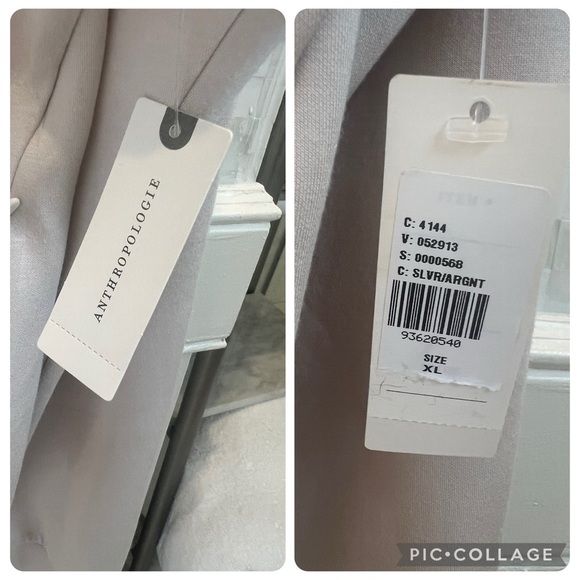 ANTHROPOLOGIE
C: 4144
V: 052913
S: 0000568
C: SLVR/ARGNT
93620540
SIZE
XL
PIC•COLLAGE